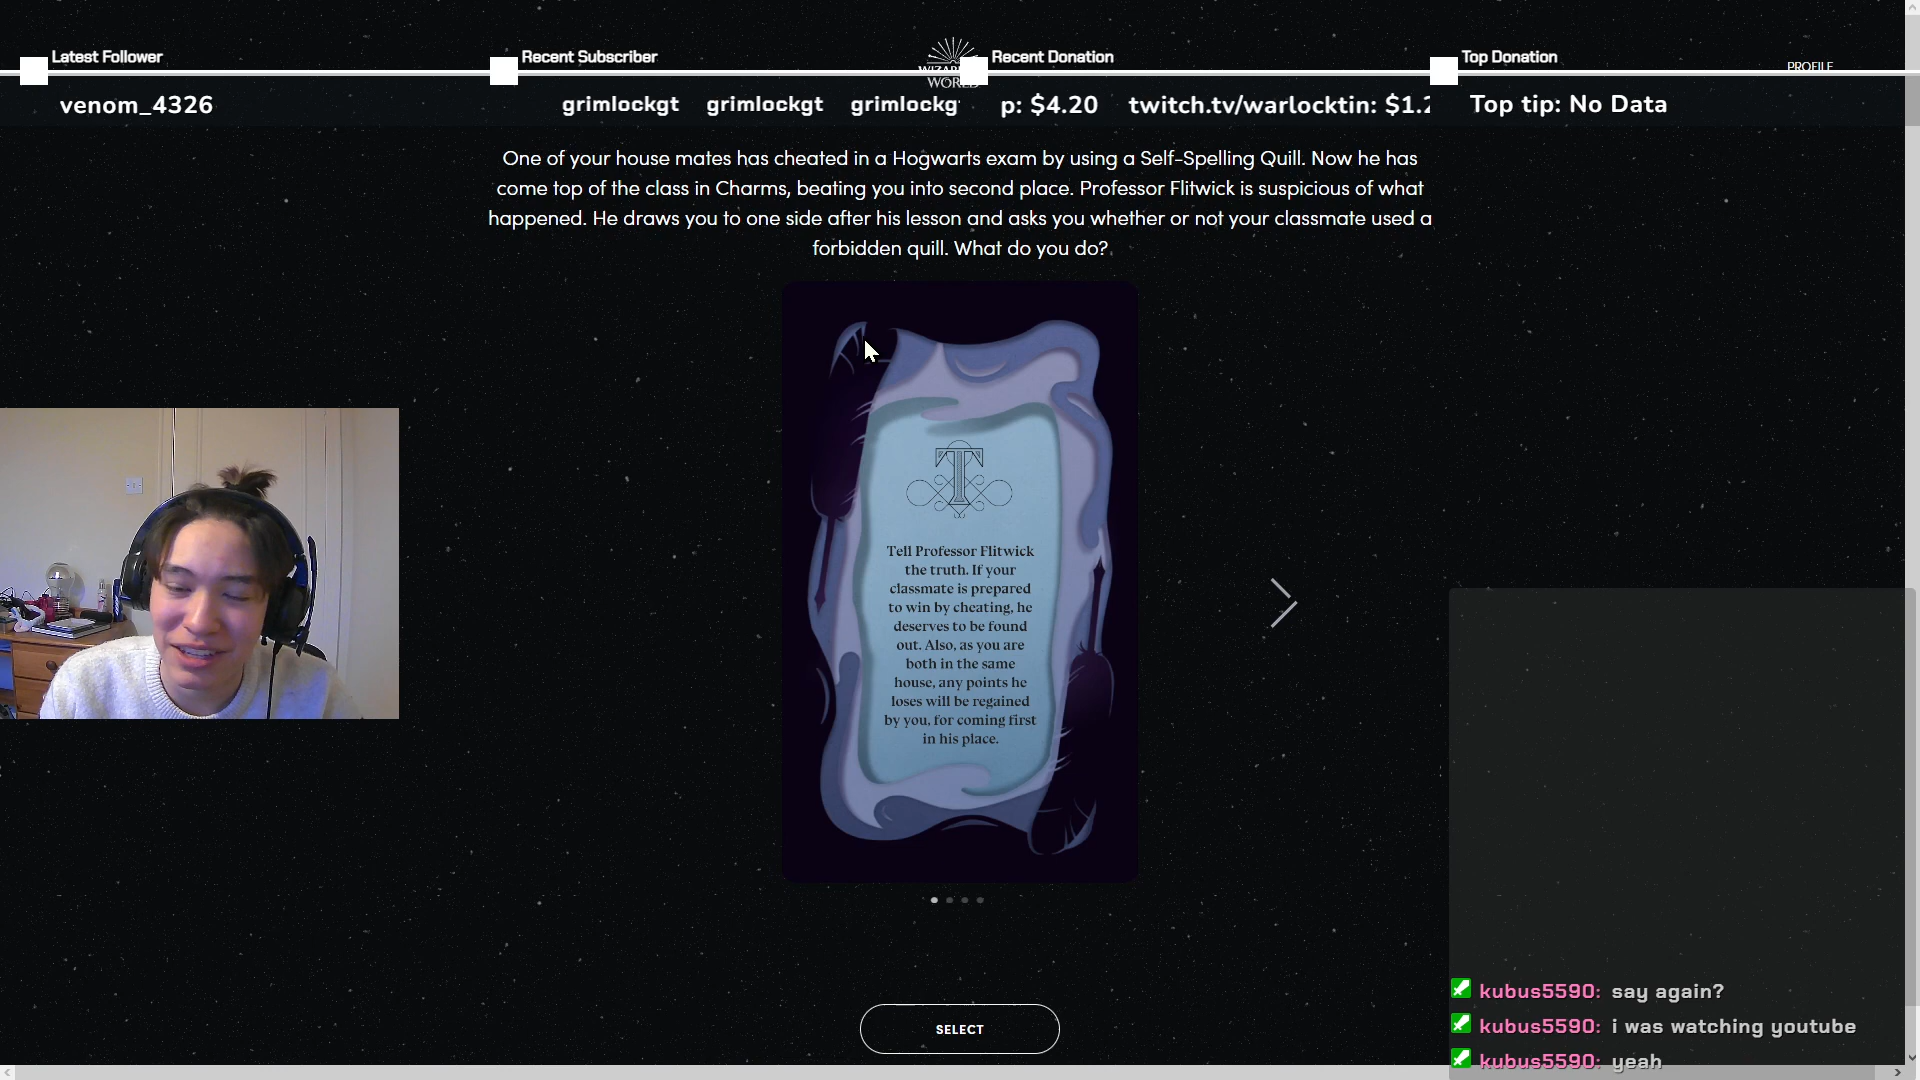 Latest Follower
Recent Subscriber
Recent Donation
Top Donation
PROFILE
venom_4326
grimlockgt grimlockgt grimlockg
p: $4.20 twitch.tv/warlocktin: $1.2
Top tip: No Data
One of your house mates has cheated in a Hogwarts exam by using a Self-Spelling Quill. Now he has
come top of the class in Charms, beating you into second place. Professor Flitwick is suspicious of what
happened. He draws you to one side after his lesson and asks you whether or not your classmate used a
forbidden quill. What do you do?
T
Tell Professor Flitwick
the truth. If your
classmate is prepared
to win by cheating, he
deserves to be found
out. Also, as you are
both in the same
house, any points he
loses will be regained
by you, for coming first
in his place.
SELECT
kubus5590: say again?
kubus5590: i was watching youtube
kubus5590: yeah